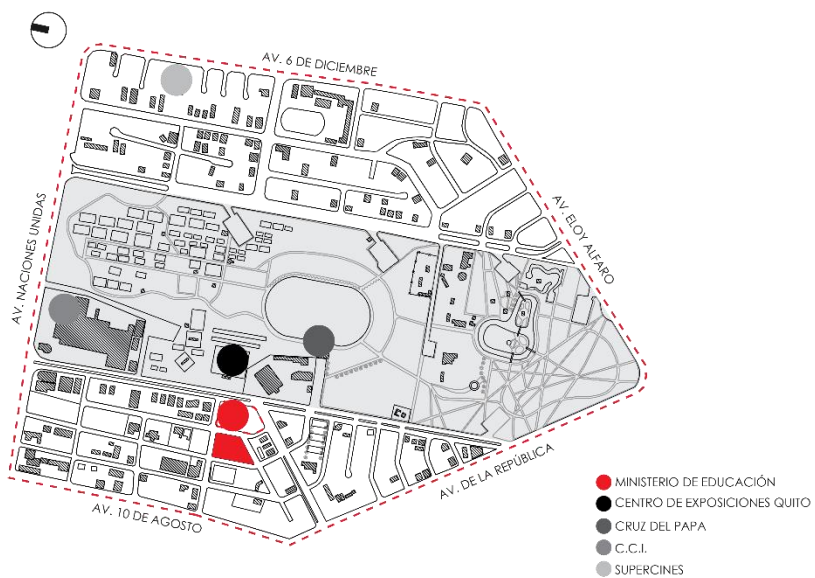 AV. 6 DE DICIEMBRE
AV. ELOY ALFARO
AV. NACIONES UNIDAS
AV. DE LA REPÚBLICA
AV. 10 DE AGOSTO
MINISTERIO DE EDUCACIÓN
CENTRO DE EXPOSICIONES QUITO
CRUZ DEL PAPA
C.C.I.
SUPERCINES